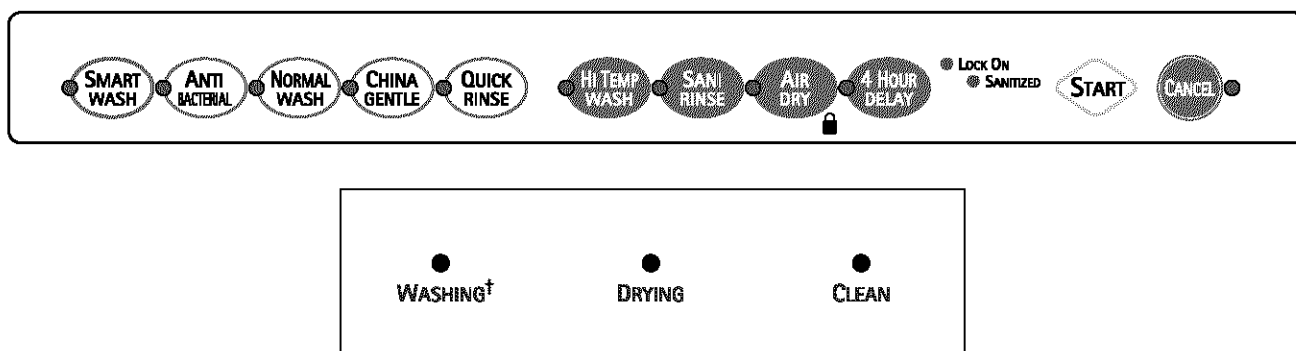 SMART WASH
ANTI BACTERIAL
NORMAL WASH
CHINA GENTLE
QUICK RINSE
HI TEMP WASH
SANI RINSE
AIR DRY
4 HOUR DELAY
LOCK ON
SANITIZED
START
CANCEL
WASHING†
DRYING
CLEAN